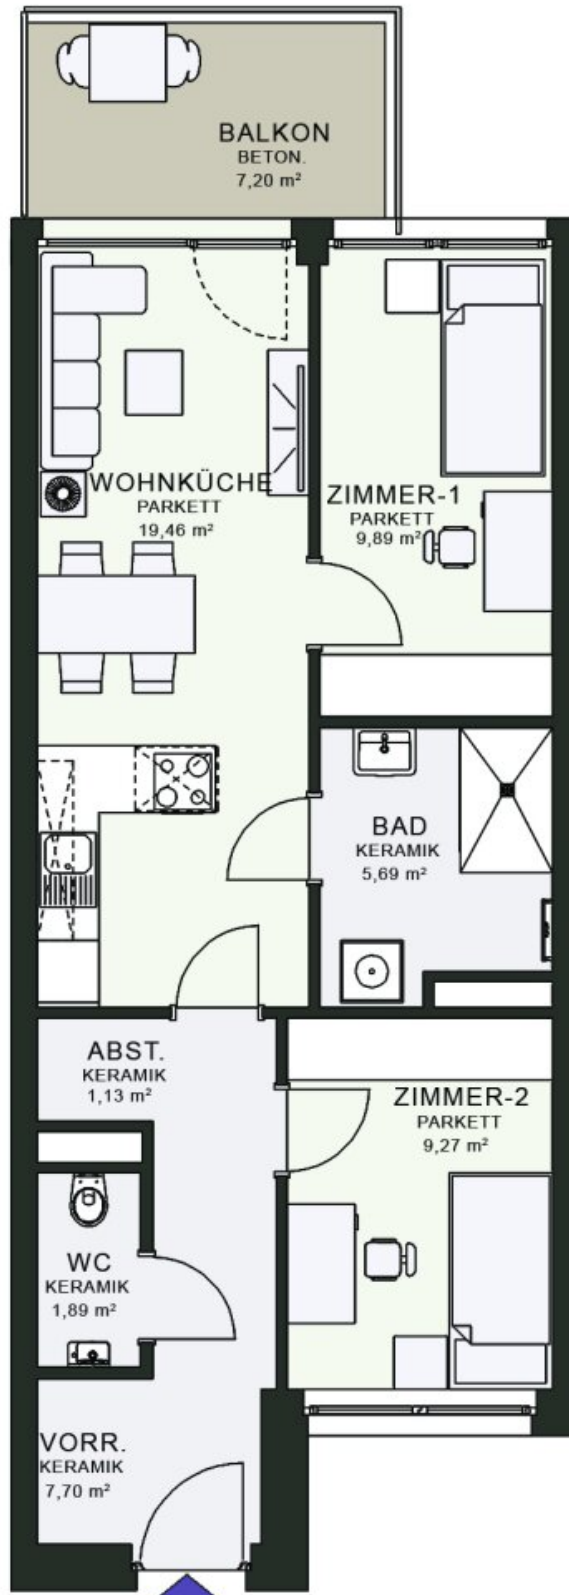 BALKON
BETON.
7,20 m²
WOHNKÜCHE
PARKETT
19,46 m²
ZIMMER-1
PARKETT
9,89 m²
BAD
KERAMIK
5,69 m²
ABST.
KERAMIK
1,13 m²
ZIMMER-2
PARKETT
9,27 m²
WC
KERAMIK
1,89 m²
VORR.
KERAMIK
7,70 m²